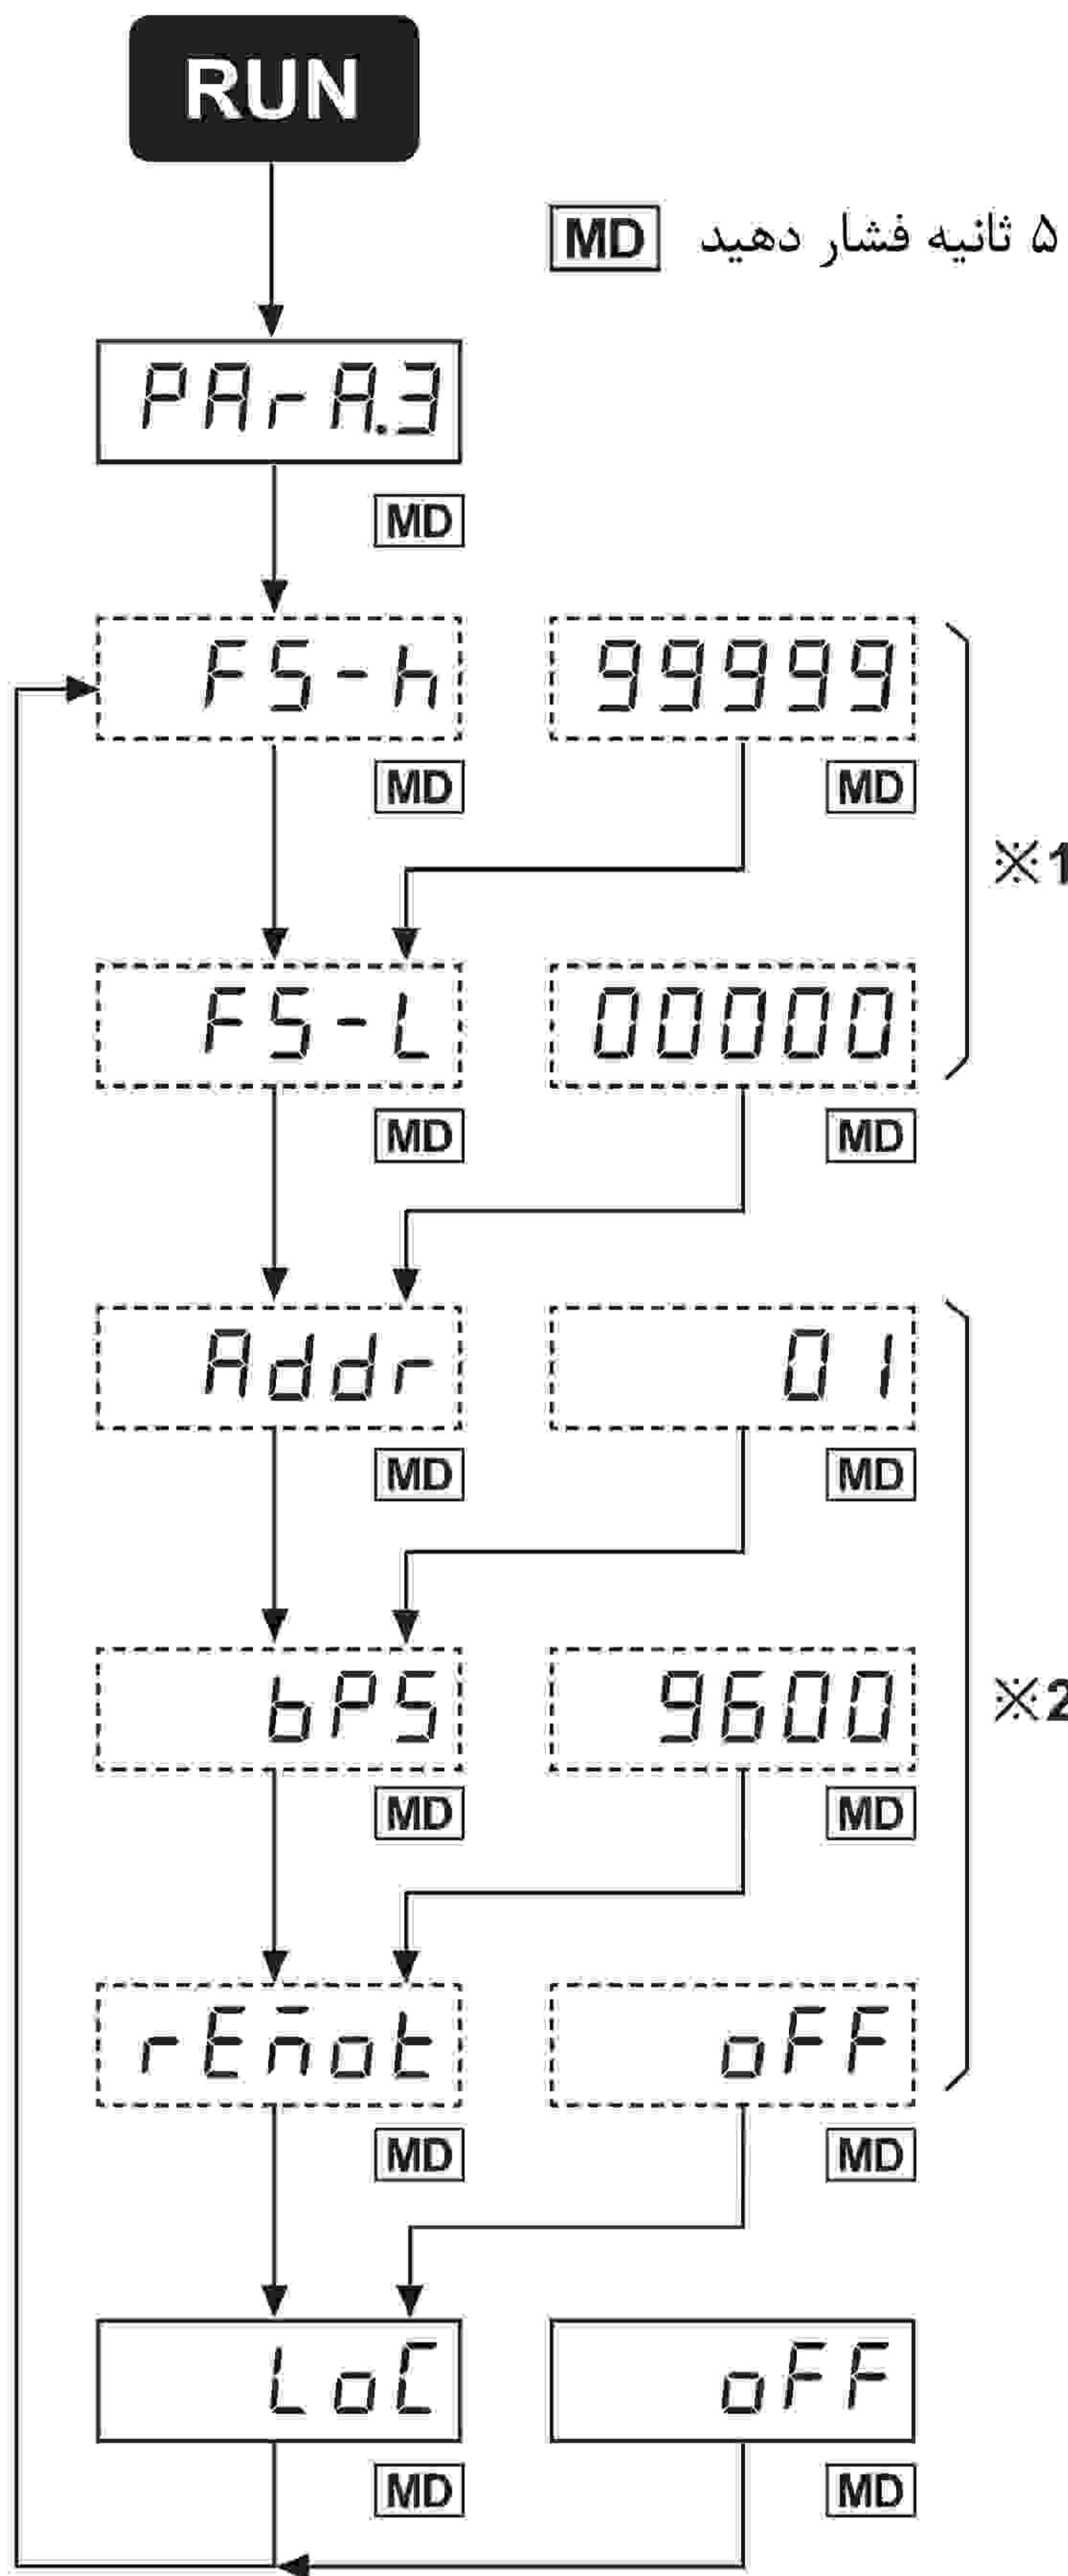 RUN
MD ۵ ثانیه فشار دهید
PArA.3
MD
FS-h 99999
MD MD
※1
FS-L 00000
MD MD
Addr 01
MD MD
bPS 9600
※2
MD MD
rEmot oFF
MD MD
LoC oFF
MD MD